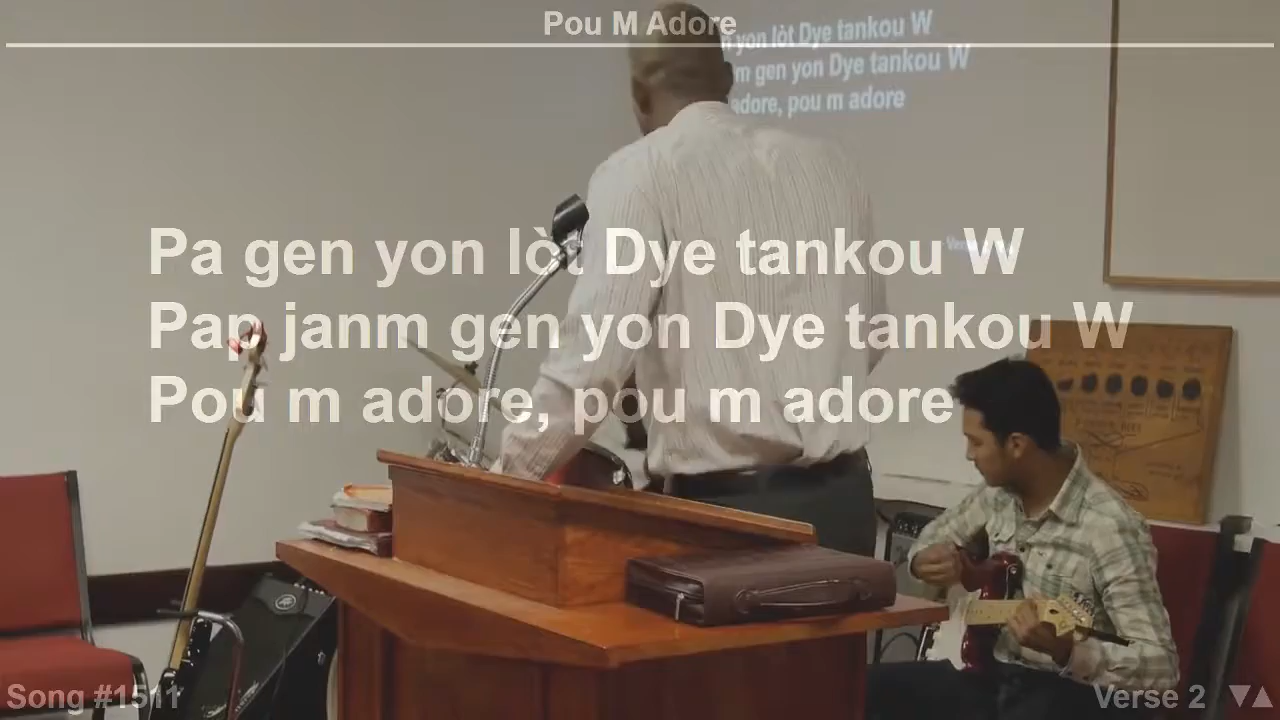 Pou M Adore
yon lòt Dye tankou W
m gen yon Dye tankou W
adore, pou m adore
Pa gen yon lòt Dye tankou W
Pap janm gen yon Dye tankou W
Pou m adore, pou m adore
Song #1511
Verse 2